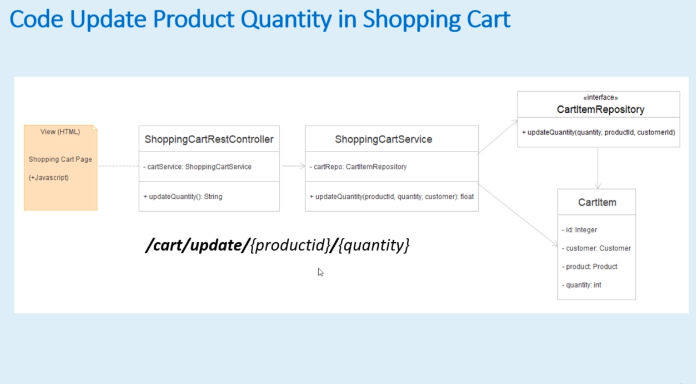 Code Update Product Quantity in Shopping Cart
View (HTML)
Shopping Cart Page
(+Javascript)
ShoppingCartRestController
- cartService: ShoppingCartService
+ updateQuantity(): String
ShoppingCartService
- cartRepo: CartItemRepository
+ updateQuantity(productId, quantity, customer): float
«interface»
CartItemRepository
+ updateQuantity(quantity, productId, customerId)
CartItem
- id: Integer
- customer: Customer
- product: Product
- quantity: int
/cart/update/{productid}/{quantity}